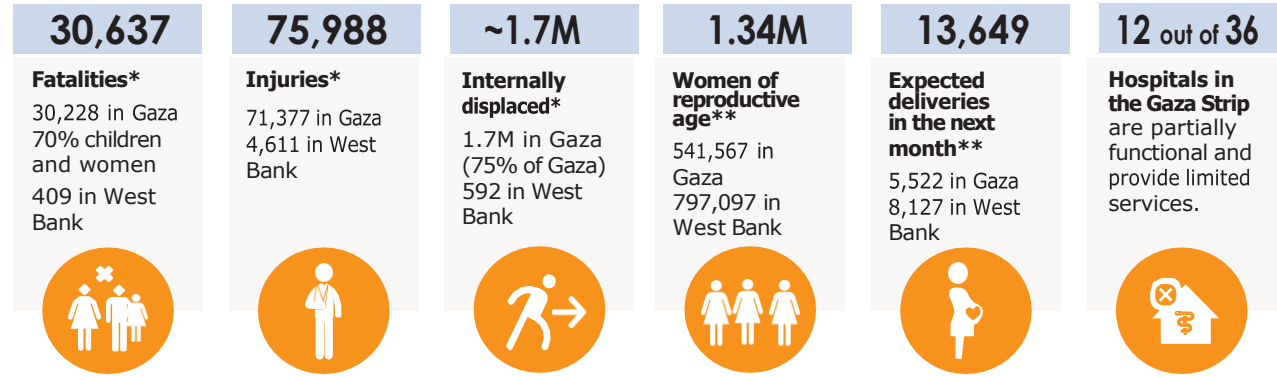 30,637
Fatalities*
30,228 in Gaza
70% children
and women
409 in West
Bank
75,988
Injuries*
71,377 in Gaza
4,611 in West
Bank
~1.7M
Internally
displaced*
1.7M in Gaza
(75% of Gaza)
592 in West
Bank
1.34M
Women of
reproductive
age**
541,567 in
Gaza
797,097 in
West Bank
13,649
Expected
deliveries
in the next
month**
5,522 in Gaza
8,127 in West
Bank
12 out of 36
Hospitals in
the Gaza Strip
are partially
functional and
provide limited
services.